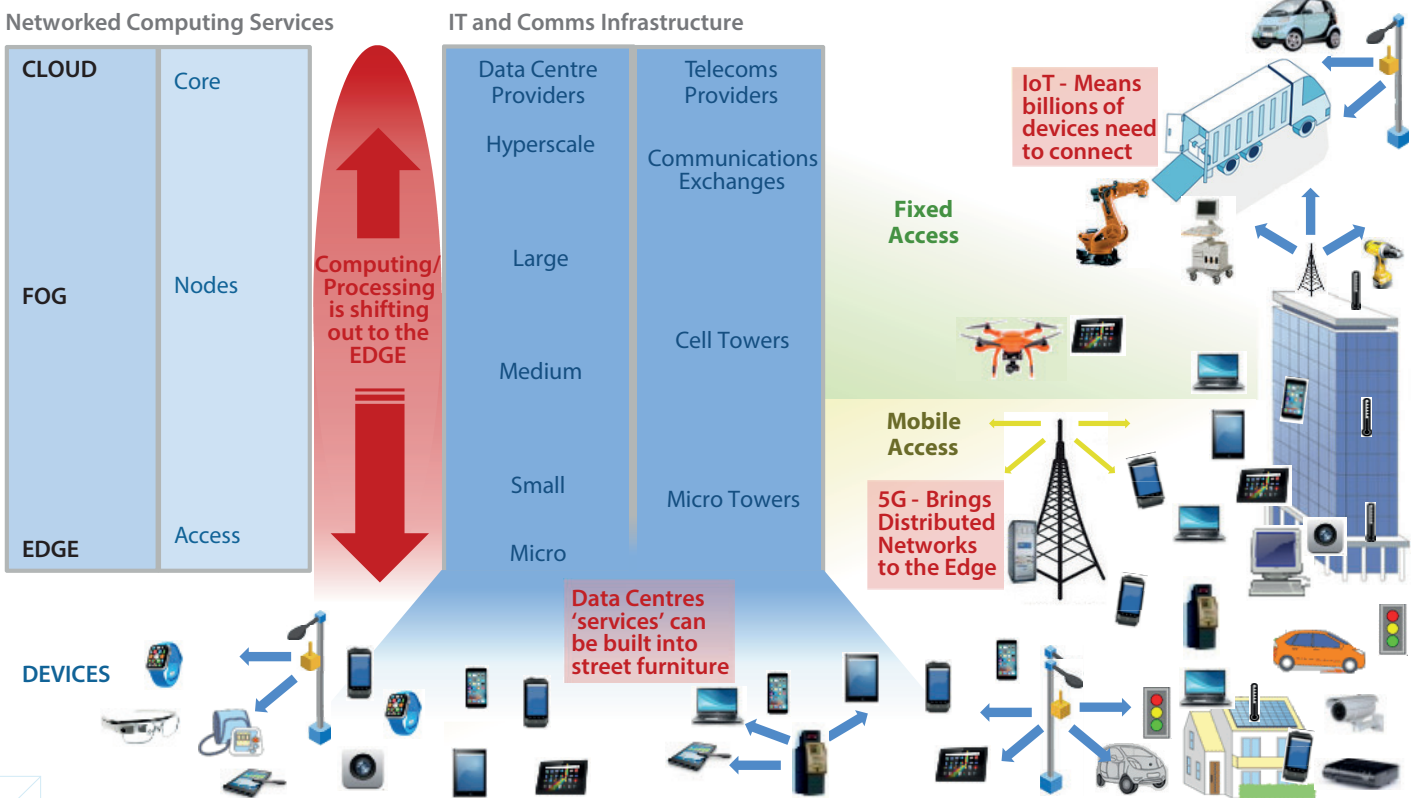 Networked Computing Services
CLOUD
Core
FOG
Nodes
EDGE
Access
Computing/
Processing
is shifting
out to the
EDGE
IT and Comms Infrastructure
Data Centre
Providers
Hyperscale
Large
Medium
Small
Micro
Telecoms
Providers
Communications
Exchanges
Cell Towers
Micro Towers
IoT - Means
billions of
devices need
to connect
Fixed
Access
Mobile
Access
5G - Brings
Distributed
Networks
to the Edge
Data Centres
‘services’ can
be built into
street furniture
DEVICES